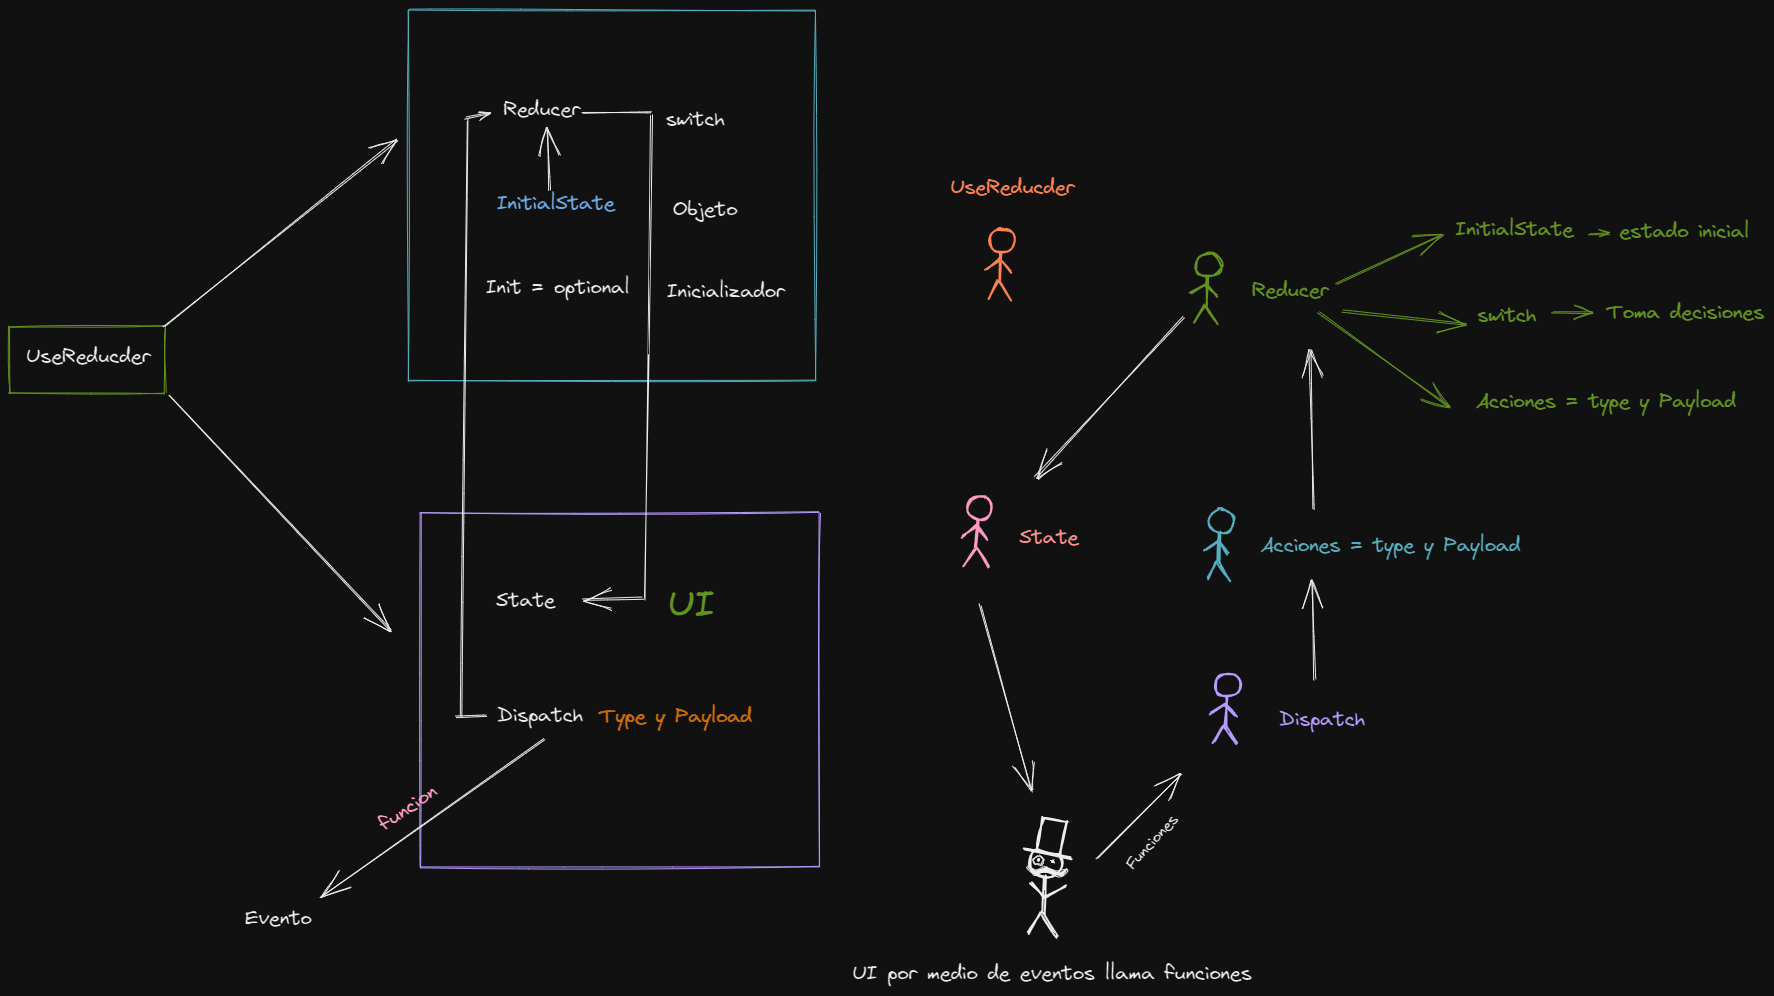 UseReducder
Reducer
switch
InitialState
Objeto
Init = optional
Inicializador
State
UI
Dispatch
Type y Payload
funcion
Evento
UseReducder
Reducer
InitialState
estado inicial
switch
Toma decisiones
Acciones = type y Payload
State
Acciones = type y Payload
Dispatch
Funciones
UI por medio de eventos llama funciones